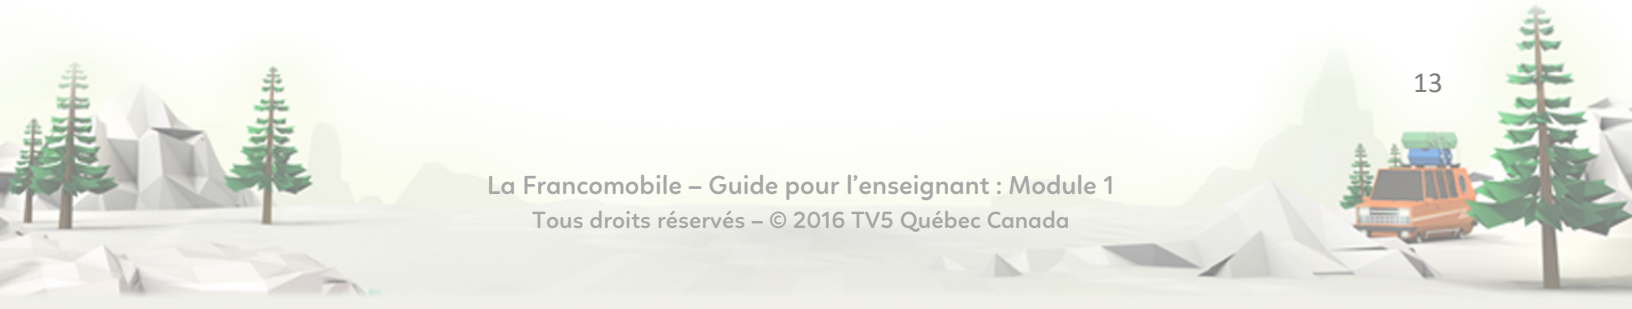 13
La Francomobile – Guide pour l’enseignant : Module 1
Tous droits réservés – © 2016 TV5 Québec Canada